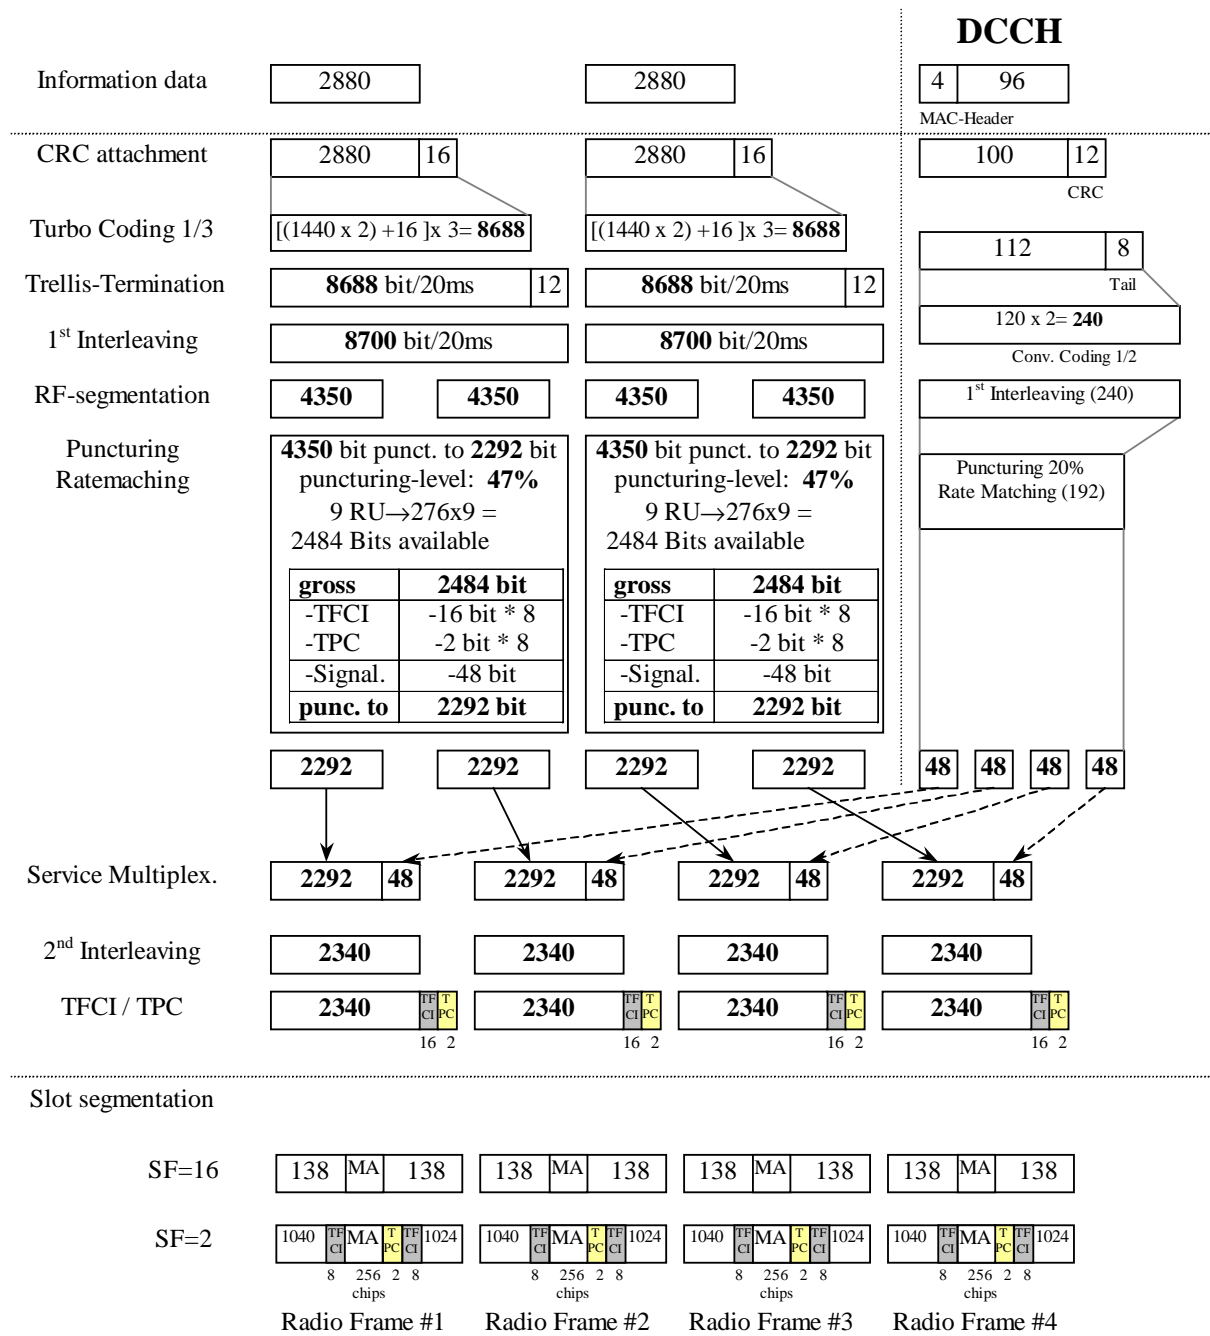 DCCH
Information data 2880 2880 4 96
MAC-Header
CRC attachment 2880 16 2880 16 100 12
CRC
Turbo Coding 1/3 [(1440 x 2) +16 ]x 3= 8688 [(1440 x 2) +16 ]x 3= 8688
112 8
Trellis-Termination 8688 bit/20ms 12 8688 bit/20ms 12
Tail
120 x 2= 240
1st Interleaving 8700 bit/20ms 8700 bit/20ms
Conv. Coding 1/2
RF-segmentation 4350 4350 4350 4350 1st Interleaving (240)
Puncturing 4350 bit punct. to 2292 bit 4350 bit punct. to 2292 bit
Puncturing 20%
Ratemaching puncturing-level: 47% puncturing-level: 47%
Rate Matching (192)
9 RU→276x9 = 9 RU→276x9 =
2484 Bits available 2484 Bits available
gross 2484 bit gross 2484 bit
-TFCI -16 bit * 8 -TFCI -16 bit * 8
-TPC -2 bit * 8 -TPC -2 bit * 8
-Signal. -48 bit -Signal. -48 bit
punc. to 2292 bit punc. to 2292 bit
2292 2292 2292 2292 48 48 48 48
Service Multiplex. 2292 48 2292 48 2292 48 2292 48
2nd Interleaving 2340 2340 2340 2340
TFCI / TPC 2340 TF CI T PC 2340 TF CI T PC 2340 TF CI T PC 2340 TF CI T PC
16 2 16 2 16 2 16 2
Slot segmentation
SF=16 138 MA 138 138 MA 138 138 MA 138 138 MA 138
SF=2 1040 TF CI MA T PC TF CI 1024 1040 TF CI MA T PC TF CI 1024 1040 TF CI MA T PC TF CI 1024 1040 TF CI MA T PC TF CI 1024
8 256 2 8 8 256 2 8 8 256 2 8 8 256 2 8
chips chips chips chips
Radio Frame #1 Radio Frame #2 Radio Frame #3 Radio Frame #4